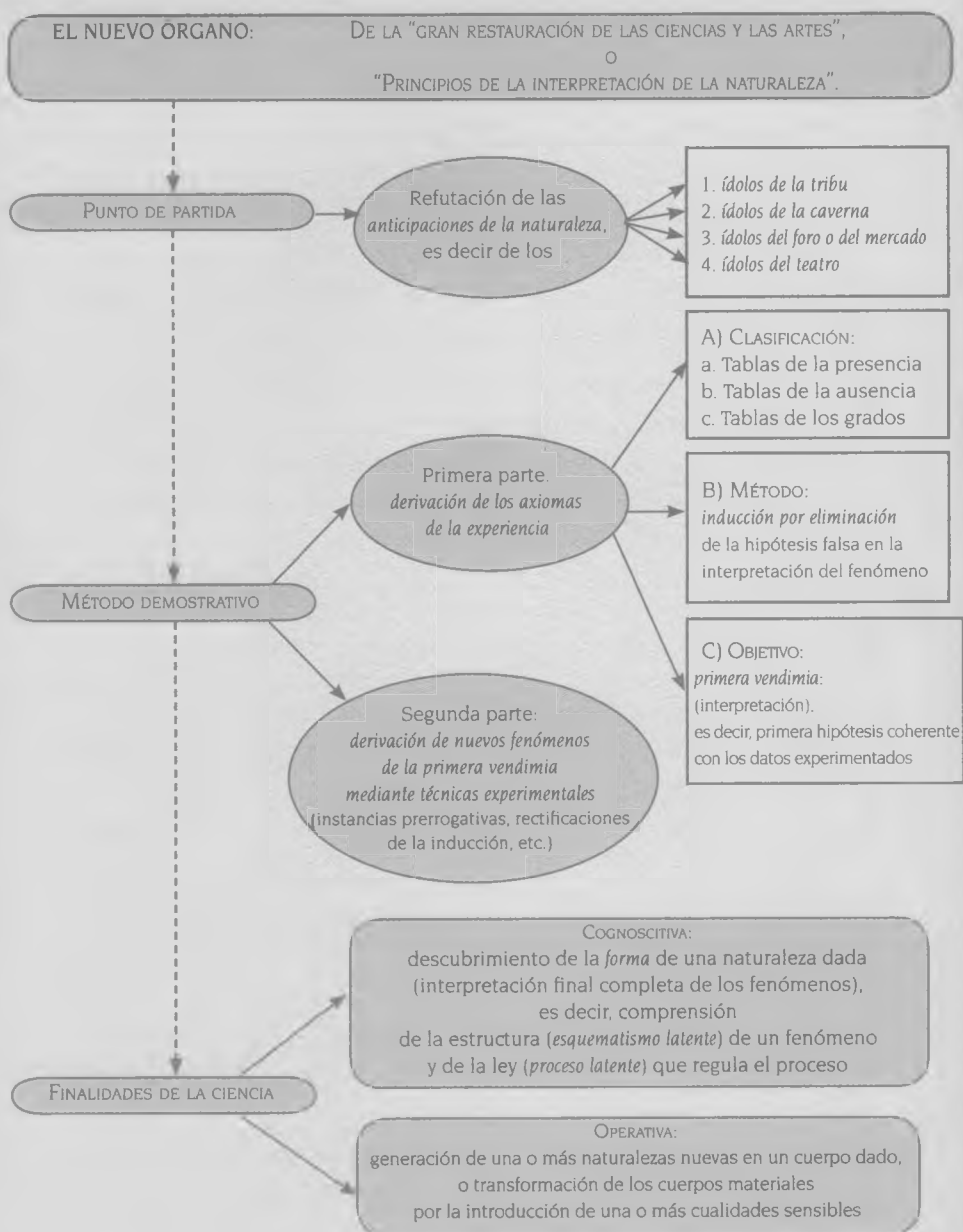 EL NUEVO ÓRGANO: DE LA "GRAN RESTAURACIÓN DE LAS CIENCIAS Y LAS ARTES",
O
"PRINCIPIOS DE LA INTERPRETACIÓN DE LA NATURALEZA".
PUNTO DE PARTIDA
Refutación de las
anticipaciones de la naturaleza,
es decir de los
1. ídolos de la tribu
2. ídolos de la caverna
3. ídolos del foro o del mercado
4. ídolos del teatro
MÉTODO DEMOSTRATIVO
Primera parte.
derivación de los axiomas
de la experiencia
A) CLASIFICACIÓN:
a. Tablas de la presencia
b. Tablas de la ausencia
c. Tablas de los grados
B) MÉTODO:
inducción por eliminación
de la hipótesis falsa en la
interpretación del fenómeno
C) OBJETIVO:
primera vendimia:
(interpretación).
es decir, primera hipótesis coherente
con los datos experimentados
Segunda parte:
derivación de nuevos fenómenos
de la primera vendimia
mediante técnicas experimentales
(instancias prerrogativas, rectificaciones
de la inducción, etc.)
FINALIDADES DE LA CIENCIA
COGNOSCITIVA:
descubrimiento de la forma de una naturaleza dada
(interpretación final completa de los fenómenos),
es decir, comprensión
de la estructura (esquematismo latente) de un fenómeno
y de la ley (proceso latente) que regula el proceso
OPERATIVA:
generación de una o más naturalezas nuevas en un cuerpo dado,
o transformación de los cuerpos materiales
por la introducción de una o más cualidades sensibles